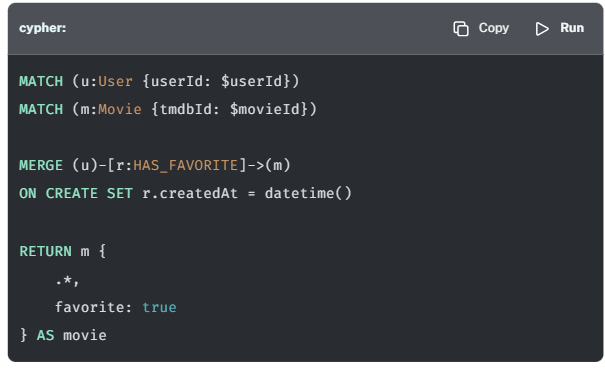 cypher:
Copy
Run
MATCH (u:User {userId: $userId})
MATCH (m:Movie {tmdbId: $movieId})
MERGE (u)-[r:HAS_FAVORITE]->(m)
ON CREATE SET r.createdAt = datetime()
RETURN m {
    .*,
    favorite: true
} AS movie